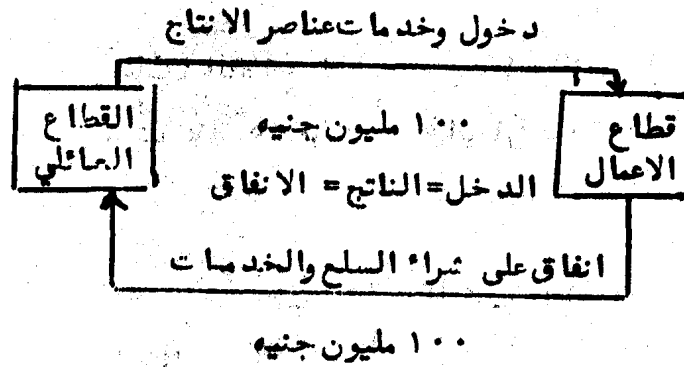 دخول وخدمات عناصر الانتاج
القطاع
العائلي
١٠٠ مليون جنيه
قطاع
الاعمال
الدخل = الناتج = الانفاق
انفاق على شراء السلع والخدمات
١٠٠ مليون جنيه